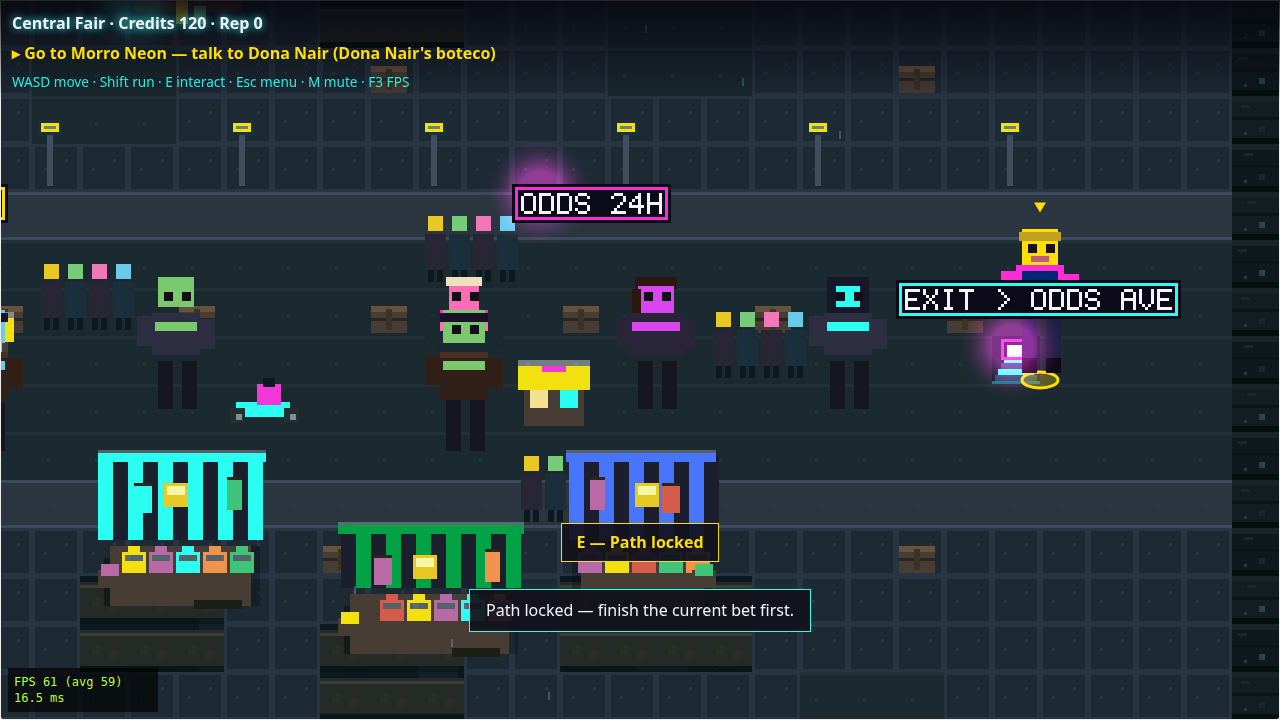 Central Fair · Credits 120 · Rep 0
▸ Go to Morro Neon — talk to Dona Nair (Dona Nair's boteco)
WASD move · Shift run · E interact · Esc menu · M mute · F3 FPS
ODDS 24H
EXIT > ODDS AVE
E — Path locked
Path locked — finish the current bet first.
FPS 61 (avg 59)
16.5 ms